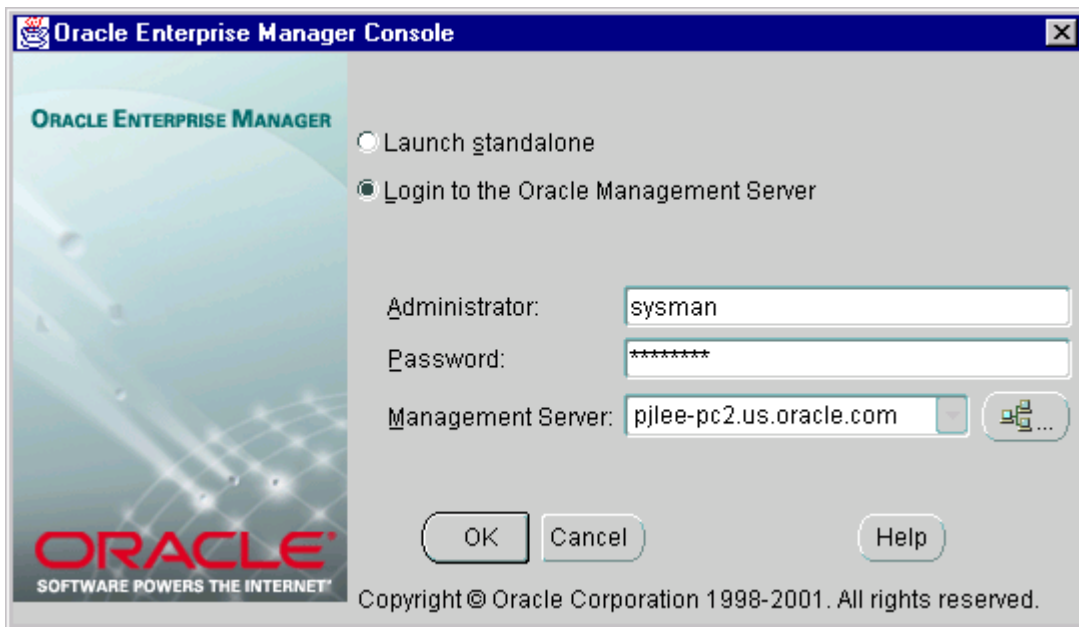 Oracle Enterprise Manager Console
ORACLE ENTERPRISE MANAGER
Launch standalone
Login to the Oracle Management Server
Administrator: sysman
Password: ********
Management Server: pjlee-pc2.us.oracle.com ...
OK Cancel Help
ORACLE®
SOFTWARE POWERS THE INTERNET™
Copyright © Oracle Corporation 1998-2001. All rights reserved.